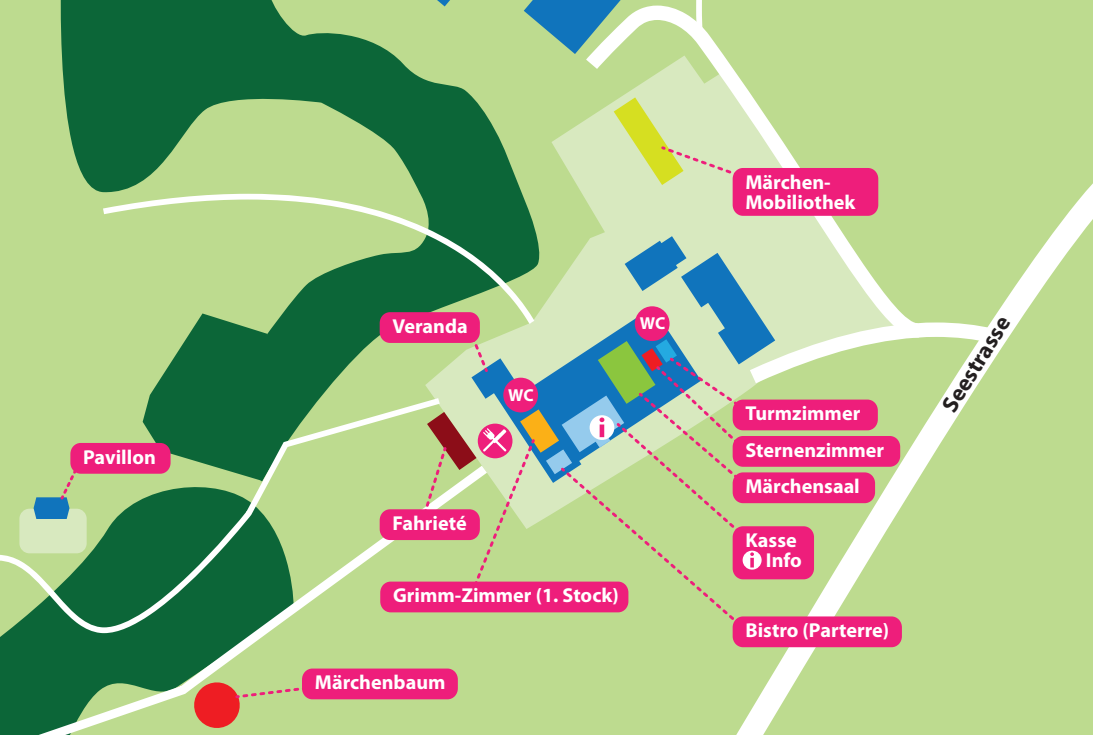 Märchen-
Mobiliothek
Seestrasse
Veranda
WC
WC
Turmzimmer
Sternenzimmer
Märchensaal
Pavillon
Fahrieté
Kasse
i Info
i
Grimm-Zimmer (1. Stock)
Bistro (Parterre)
Märchenbaum